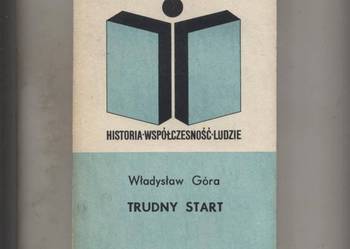 HISTORIA·WSPÓŁCZESNOŚĆ·LUDZIE
Władysław Góra
TRUDNY START